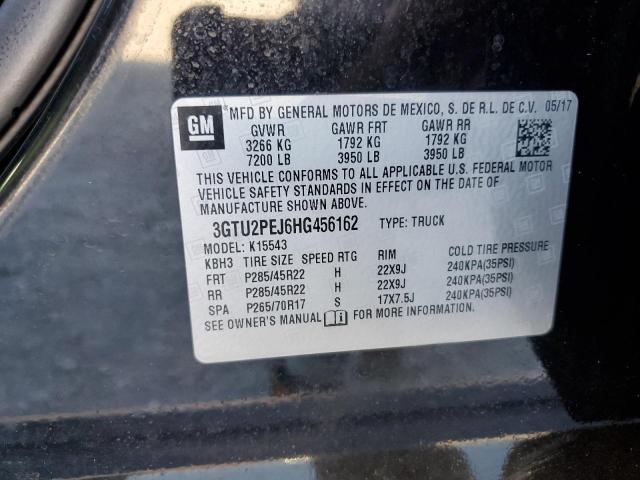 GM
*MFD BY GENERAL MOTORS DE MEXICO, S. DE R.L. DE C.V. 05/17
GVWR GAWR FRT GAWR RR
3266 KG 1792 KG 1792 KG
7200 LB 3950 LB 3950 LB
THIS VEHICLE CONFORMS TO ALL APPLICABLE U.S. FEDERAL MOTOR
VEHICLE SAFETY STANDARDS IN EFFECT ON THE DATE OF
MANUFACTURE SHOWN ABOVE.
3GTU2PEJ6HG456162 TYPE: TRUCK
MODEL: K15543
KBH3 TIRE SIZE SPEED RTG RIM COLD TIRE PRESSURE
FRT P285/45R22 H 22X9J 240KPA(35PSI)
RR P285/45R22 H 22X9J 240KPA(35PSI)
SPA P265/70R17 S 17X7.5J 240KPA(35PSI)
SEE OWNER'S MANUAL FOR MORE INFORMATION.